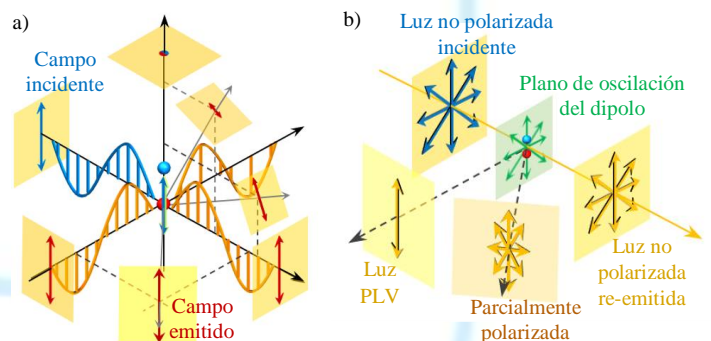 a)
Campo
incidente
Campo
emitido
b)
Luz no polarizada
incidente
Plano de oscilación
del dipolo
Luz
PLV
Parcialmente
polarizada
Luz no
polarizada
re-emitida